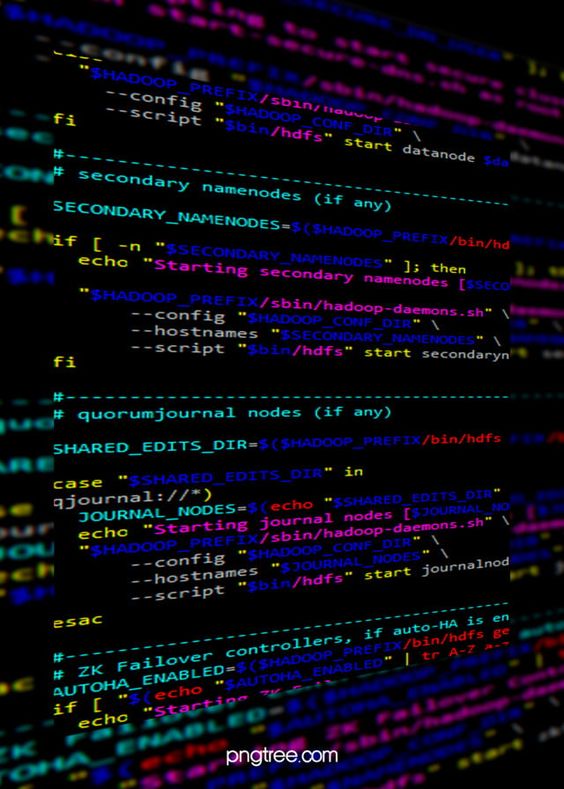 "$HADOOP_PREFIX/sbin/hadoop-
--config "$HADOOP_CONF_DIR" \
--script "$bin/hdfs" start datanode $da
fi
#--------------------------------------------------
# secondary namenodes (if any)
SECONDARY_NAMENODES=$($HADOOP_PREFIX/bin/hd
if [ -n "$SECONDARY_NAMENODES" ]; then
echo "Starting secondary namenodes [$SECO
"$HADOOP_PREFIX/sbin/hadoop-daemons.sh" \
--config "$HADOOP_CONF_DIR" \
--hostnames "$SECONDARY_NAMENODES" \
--script "$bin/hdfs" start secondaryn
fi
#--------------------------------------------------
# quorumjournal nodes (if any)
SHARED_EDITS_DIR=$($HADOOP_PREFIX/bin/hdfs
case "$SHARED_EDITS_DIR" in
qjournal://*)
JOURNAL_NODES=$(echo "$SHARED_EDITS_DIR"
echo "Starting journal nodes [$JOURNAL_NO
"$HADOOP_PREFIX/sbin/hadoop-daemons.sh" \
--config "$HADOOP_CONF_DIR" \
--hostnames "$JOURNAL_NODES" \
--script "$bin/hdfs" start journalnod
esac
#--------------------------------------------------
# ZK Failover controllers, if auto-HA is en
AUTOHA_ENABLED=$($HADOOP_PREFIX/bin/hdfs ge
if [ "$(echo "$AUTOHA_ENABLED" | tr A-Z a-z
echo "Starting ZK
pngtree.com